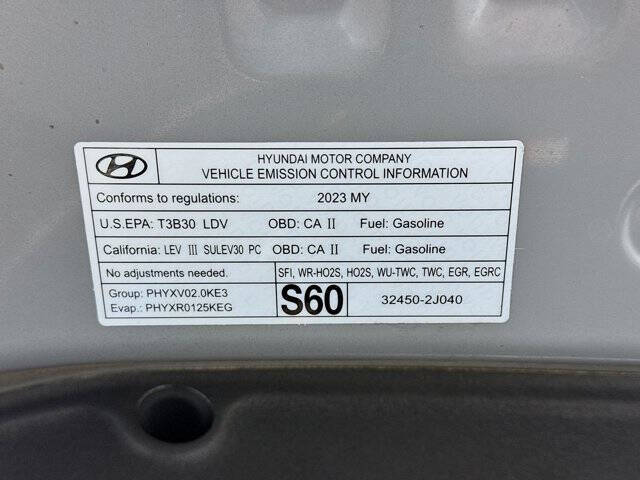 HYUNDAI MOTOR COMPANY
VEHICLE EMISSION CONTROL INFORMATION
Conforms to regulations: 2023 MY
U.S.EPA: T3B30 LDV OBD: CA II Fuel: Gasoline
California: LEV III SULEV30 PC OBD: CA II Fuel: Gasoline
No adjustments needed. SFI, WR-HO2S, HO2S, WU-TWC, TWC, EGR, EGRC
Group: PHYXV02.0KE3
Evap.: PHYXR0125KEG
S60 32450-2J040